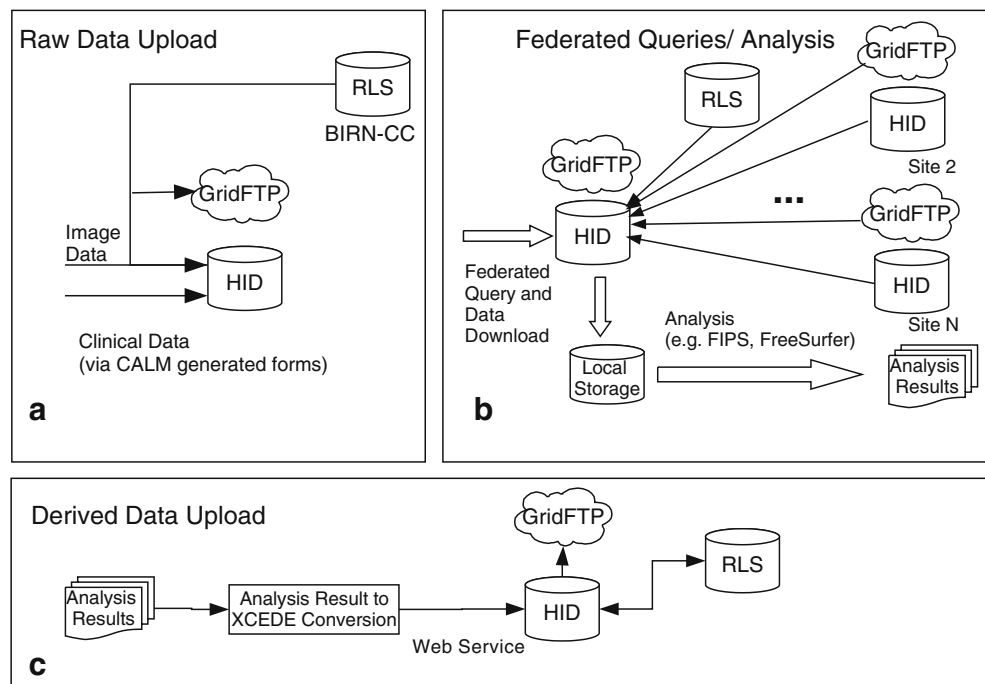 Raw Data Upload
RLS
BIRN-CC
GridFTP
Image
Data
HID
Clinical Data
(via CALM generated forms)
a
Federated Queries/ Analysis
GridFTP
RLS
HID
Site 2
GridFTP
...
GridFTP
HID
HID
Site N
Federated
Query and
Data
Download
Analysis
(e.g. FIPS, FreeSurfer)
Local
Storage
Analysis
Results
b
Derived Data Upload
GridFTP
RLS
Analysis
Results
Analysis Result to
XCEDE Conversion
HID
Web Service
c